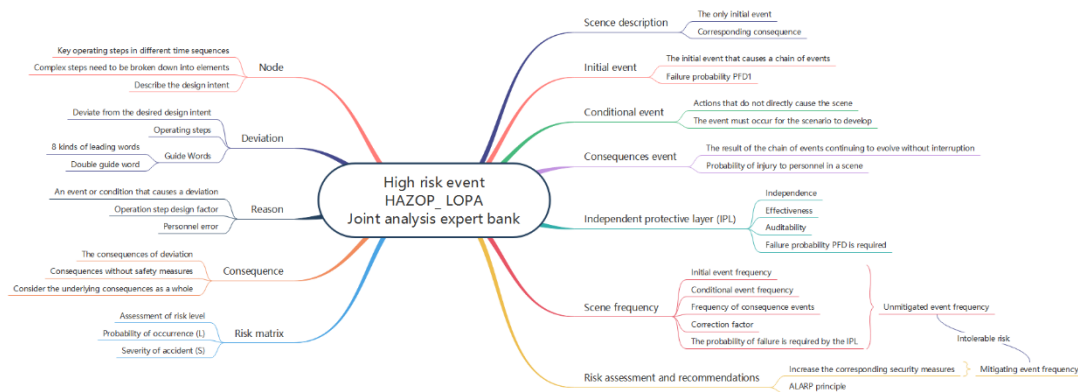 High risk event
HAZOP_ LOPA
Joint analysis expert bank
Node
Key operating steps in different time sequences
Complex steps need to be broken down into elements
Describe the design intent
Deviation
Deviate from the desired design intent
Operating steps
Guide Words
8 kinds of leading words
Double guide word
Reason
An event or condition that causes a deviation
Operation step design factor
Personnel error
Consequence
The consequences of deviation
Consequences without safety measures
Consider the underlying consequences as a whole
Risk matrix
Assessment of risk level
Probability of occurrence (L)
Severity of accident (S)
Scence description
The only initial event
Corresponding consequence
Initial event
The initial event that causes a chain of events
Failure probability PFD1
Conditional event
Actions that do not directly cause the scene
The event must occur for the scenario to develop
Consequences event
The result of the chain of events continuing to evolve without interruption
Probability of injury to personnel in a scene
Independent protective layer (IPL)
Independence
Effectiveness
Auditability
Failure probability PFD is required
Scene frequency
Initial event frequency
Conditional event frequency
Frequency of consequence events
Correction factor
The probability of failure is required by the IPL
Unmitigated event frequency
Intolerable risk
Risk assessment and recommendations
Increase the corresponding security measures
ALARP principle
Mitigating event frequency